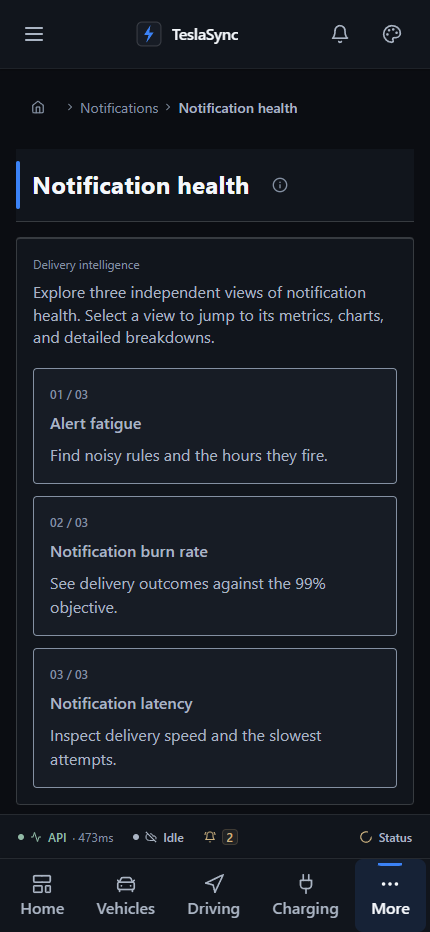 TeslaSync
Notifications
Notification health
Notification health
Delivery intelligence
Explore three independent views of notification
health. Select a view to jump to its metrics, charts,
and detailed breakdowns.
01 / 03
Alert fatigue
Find noisy rules and the hours they fire.
02 / 03
Notification burn rate
See delivery outcomes against the 99%
objective.
03 / 03
Notification latency
Inspect delivery speed and the slowest
attempts.
API · 473ms
Idle
2
Status
Home
Vehicles
Driving
Charging
More